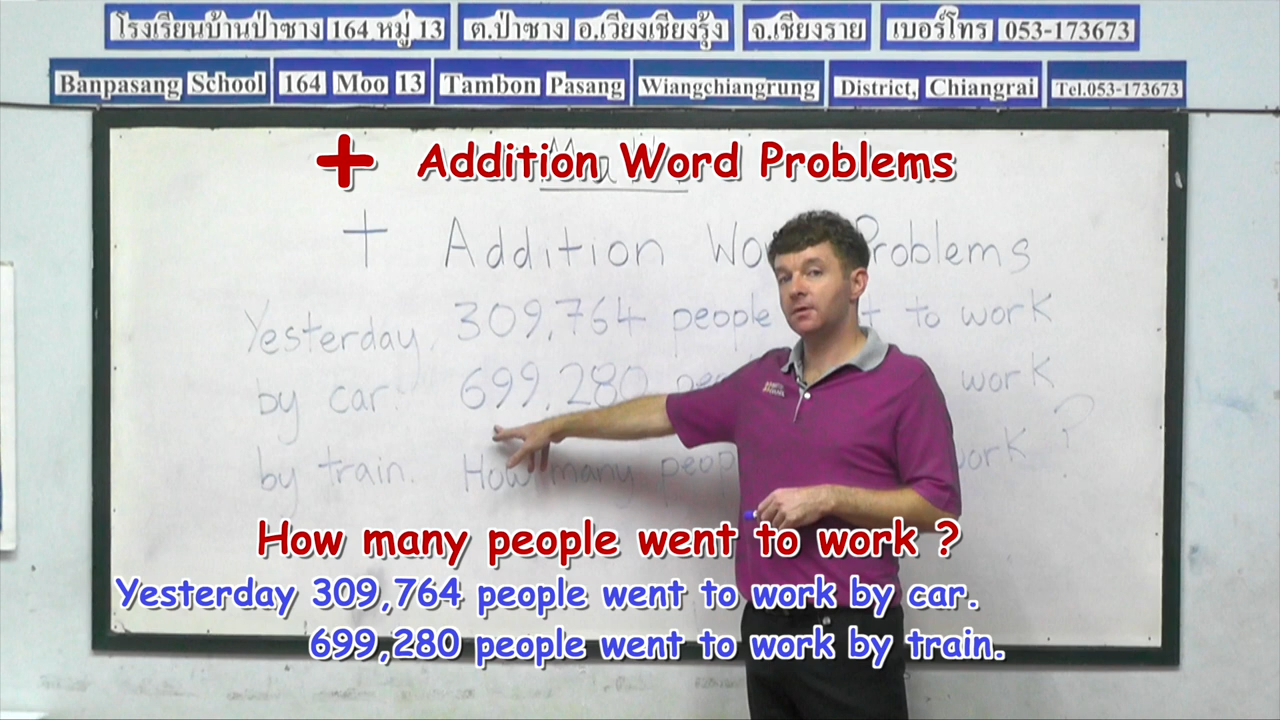 โรงเรียนบ้านป่าซาง 164 หมู่ 13 ต.ป่าซาง อ.เวียงเชียงรุ้ง จ.เชียงราย เบอร์โทร 053-173673
Banpasang School 164 Moo 13 Tambon Pasang Wiangchiangrung District, Chiangrai Tel.053-173673
+ Addition Word Problems
+ Addition Problems
Yesterday, 309,764 people to work
by car. 699,280 work
by train. How many work ?
How many people went to work ?
Yesterday 309,764 people went to work by car.
699,280 people went to work by train.